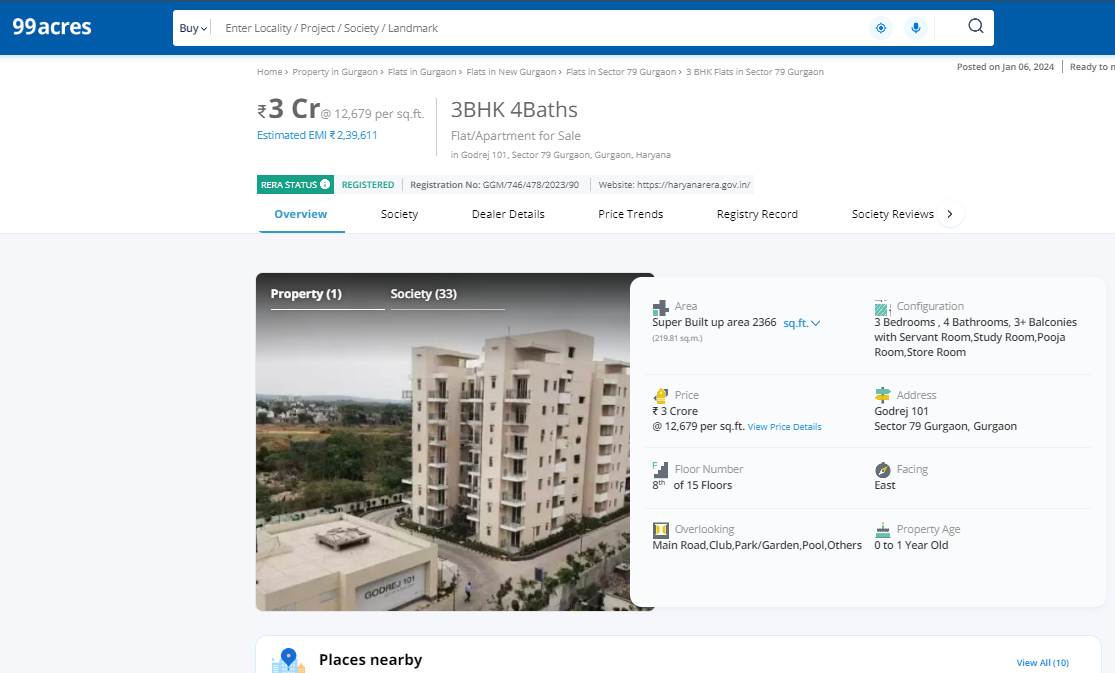 99acres
Buy
Enter Locality / Project / Society / Landmark
Home > Property in Gurgaon > Flats in Gurgaon > Flats in New Gurgaon > Flats in Sector 79 Gurgaon > 3 BHK Flats in Sector 79 Gurgaon
Posted on Jan 06, 2024
Ready to
₹3 Cr @ 12,679 per sq.ft.
Estimated EMI ₹2,39,611
3BHK 4Baths
Flat/Apartment for Sale
in Godrej 101, Sector 79 Gurgaon, Gurgaon, Haryana
RERA STATUS REGISTERED Registration No: GGM/746/478/2023/90 Website: https://haryanarera.gov.in/
Overview Society Dealer Details Price Trends Registry Record Society Reviews
Property (1) Society (33)
GODREJ 101
Area
Super Built up area 2366 sq.ft.
(219.81 sq.m.)
Configuration
3 Bedrooms , 4 Bathrooms, 3+ Balconies
with Servant Room,Study Room,Pooja
Room,Store Room
Price
₹ 3 Crore
@ 12,679 per sq.ft. View Price Details
Address
Godrej 101
Sector 79 Gurgaon, Gurgaon
Floor Number
8th of 15 Floors
Facing
East
Overlooking
Main Road,Club,Park/Garden,Pool,Others
Property Age
0 to 1 Year Old
Places nearby
View All (10)